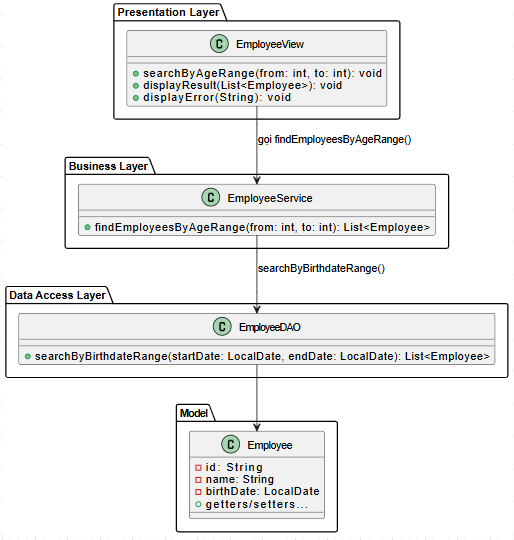 Presentation Layer
C EmployeeView
searchByAgeRange(from: int, to: int): void
displayResult(List<Employee>): void
displayError(String): void
gọi findEmployeesByAgeRange()
Business Layer
C EmployeeService
findEmployeesByAgeRange(from: int, to: int): List<Employee>
searchByBirthdateRange()
Data Access Layer
C EmployeeDAO
searchByBirthdateRange(startDate: LocalDate, endDate: LocalDate): List<Employee>
Model
C Employee
id: String
name: String
birthDate: LocalDate
getters/setters...